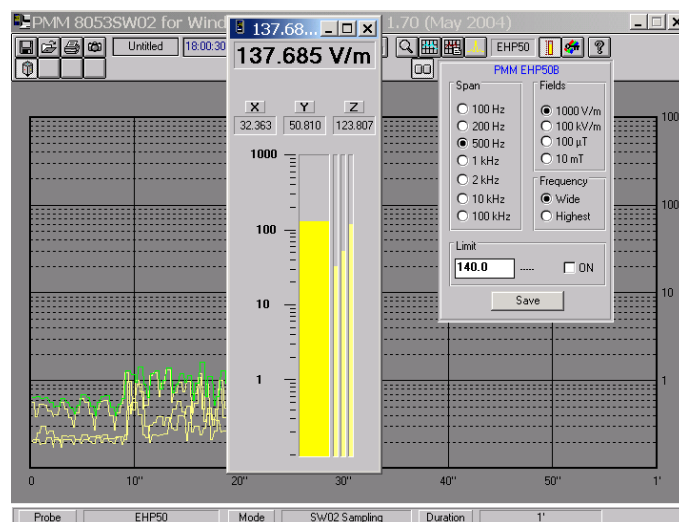 PMM 8053SW02 for Wind
1.70 (May 2004)
137.68...
Untitled
18:00:30
EHP50
137.685 V/m
X Y Z
32.363 50.810 123.807
1000
100
10
1
PMM EHP50B
Span
100 Hz
200 Hz
500 Hz
1 kHz
2 kHz
10 kHz
100 kHz
Fields
1000 V/m
100 kV/m
100 µT
10 mT
Frequency
Wide
Highest
Limit
140.0 ----- ON
Save
100
100
10
1
0 10'' 20'' 30'' 40'' 50'' 1'
Probe EHP50 Mode SW02 Sampling Duration 1'